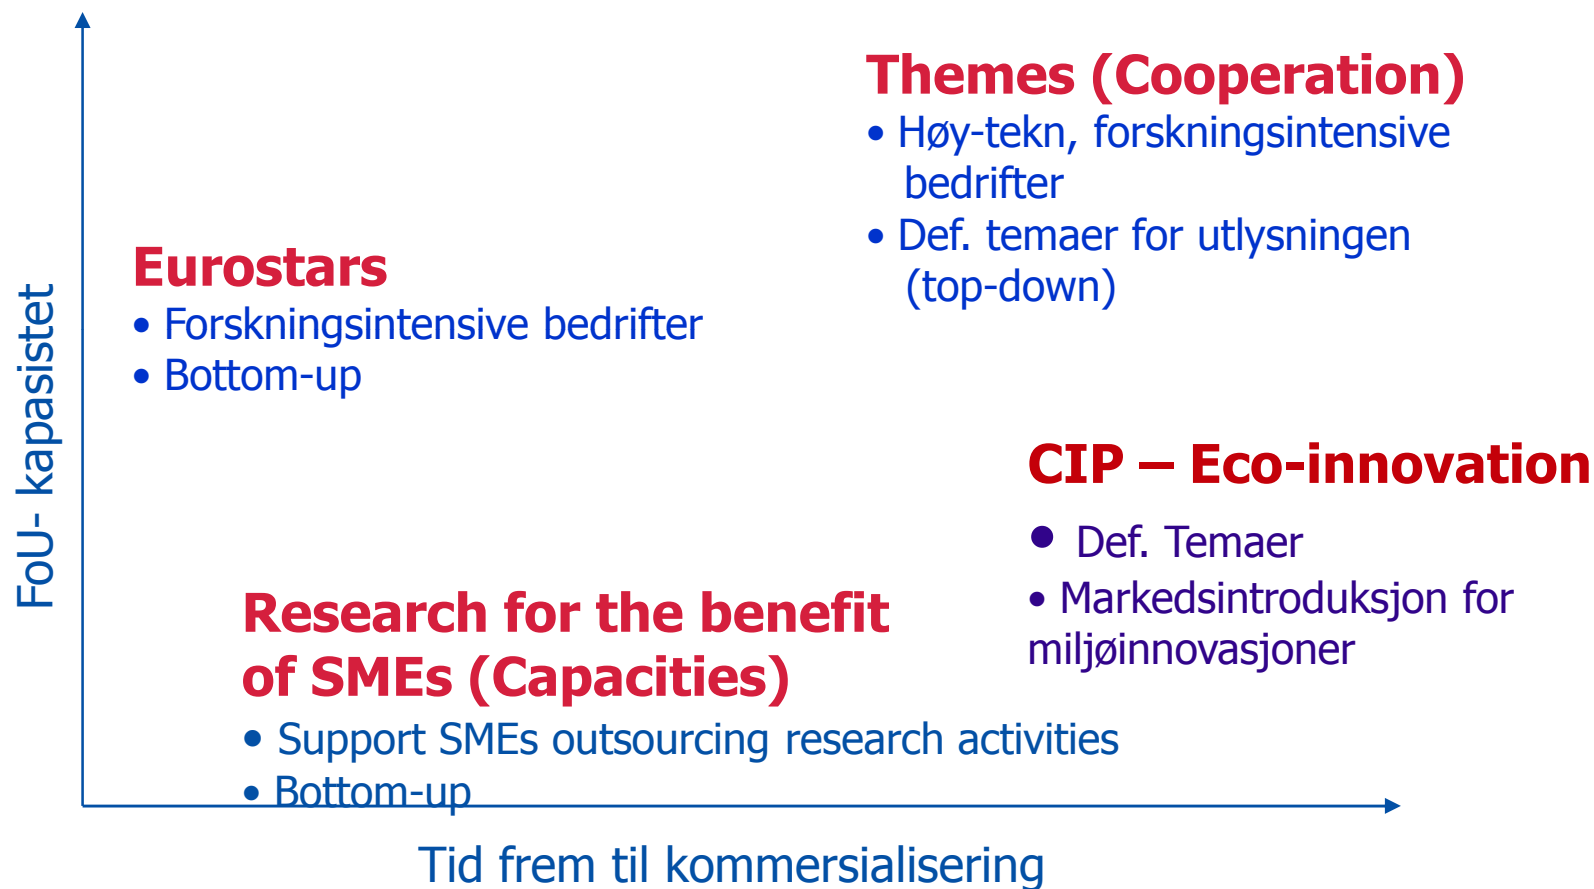 Themes (Cooperation)
• Høy-tekn, forskningsintensive
bedrifter
• Def. temaer for utlysningen
(top-down)
Eurostars
• Forskningsintensive bedrifter
• Bottom-up
FoU- kapasistet
CIP – Eco-innovation
• Def. Temaer
• Markedsintroduksjon for
miljøinnovasjoner
Research for the benefit
of SMEs (Capacities)
• Support SMEs outsourcing research activities
• Bottom-up
Tid frem til kommersialisering